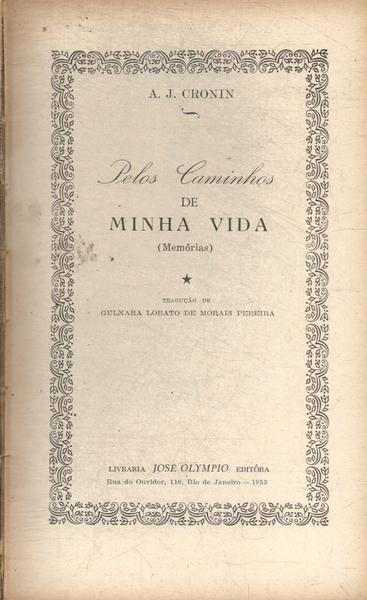 A. J. CRONIN
Pelos Caminhos
DE
MINHA VIDA
(Memórias)
★
TRADUÇÃO DE
GULNARA LOBATO DE MORAIS PEREIRA
LIVRARIA JOSÉ OLYMPIO EDITÔRA
Rua do Ouvidor, 110, Rio de Janeiro — 1953